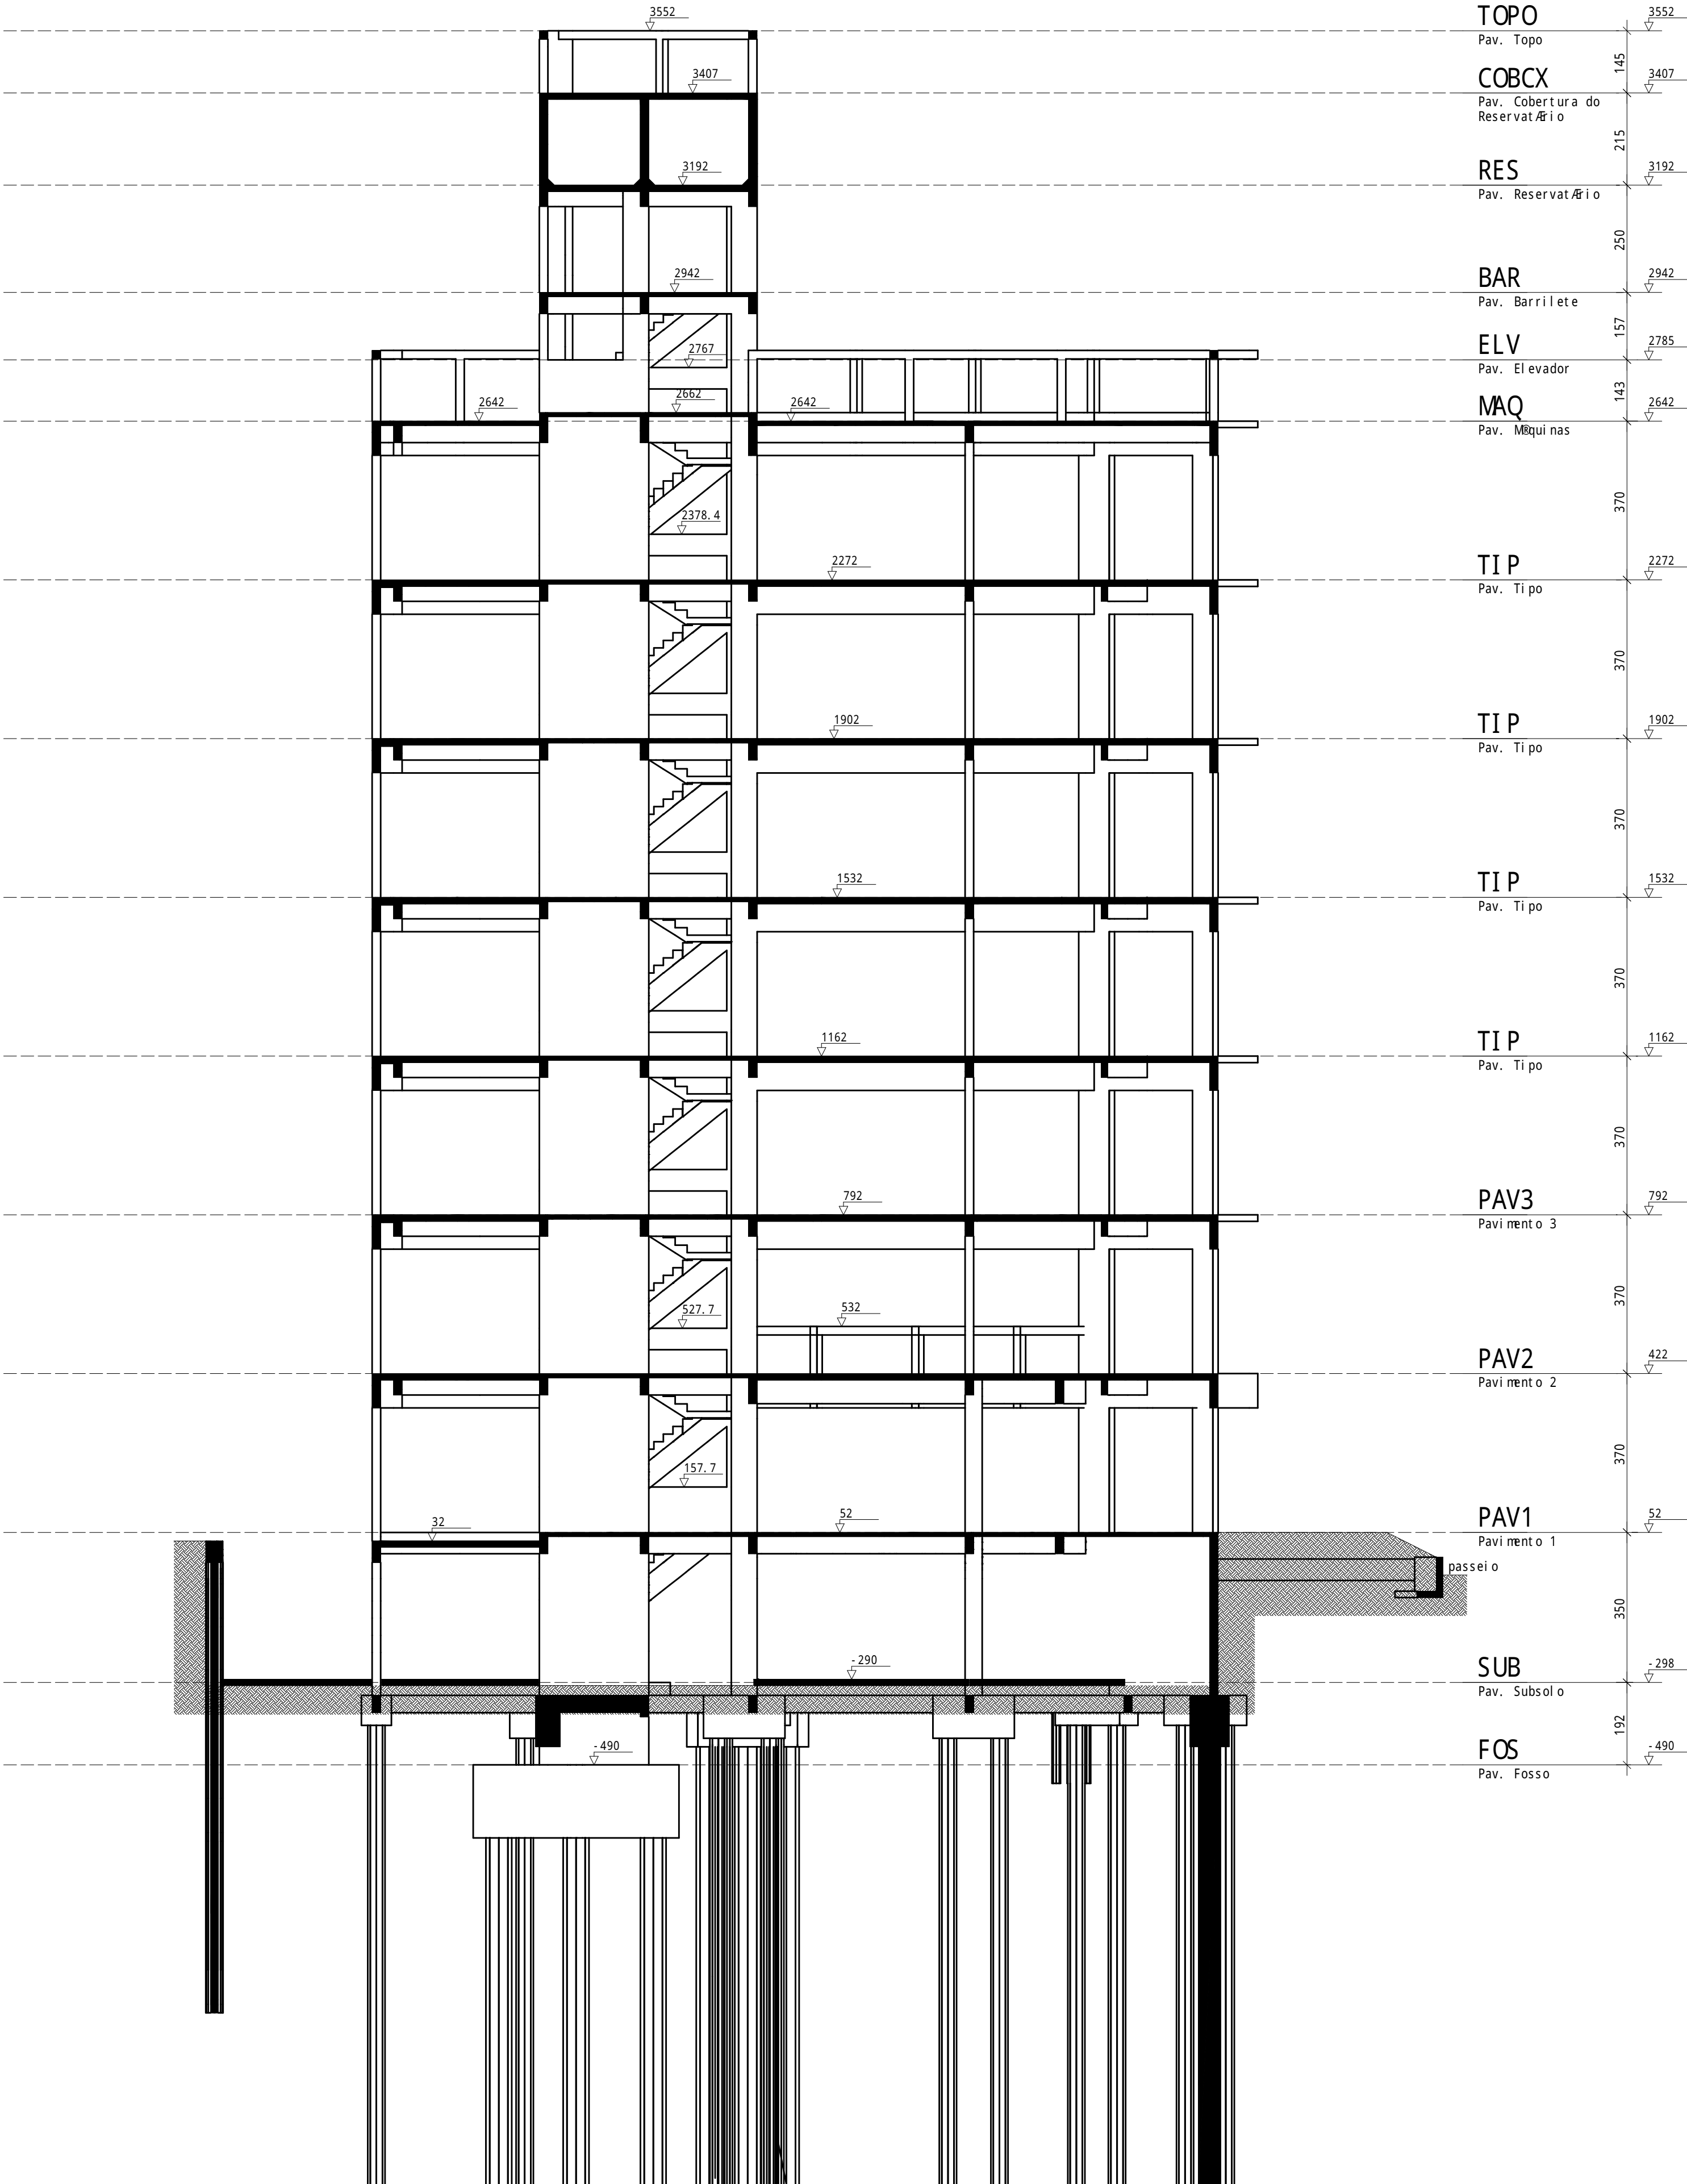 3552
TOPO
3552
Pav. Topo
145
3407
COBCX
3407
Pav. Cobertura do
ReservatÆrio
215
3192
RES
3192
Pav. ReservatÆrio
250
2942
BAR
2942
Pav. Barrilete
157
2767
ELV
2785
Pav. Elevador
143
2642
2662
2642
MAQ
2642
Pav. M®quinas
370
2378.4
2272
TIP
2272
Pav. Tipo
370
1902
TIP
1902
Pav. Tipo
370
1532
TIP
1532
Pav. Tipo
370
1162
TIP
1162
Pav. Tipo
370
792
PAV3
792
Pavimento 3
370
527.7
532
PAV2
422
Pavimento 2
370
157.7
32
52
PAV1
52
Pavimento 1
passeio
350
-290
SUB
-298
Pav. Subsolo
192
-490
FOS
-490
Pav. Fosso